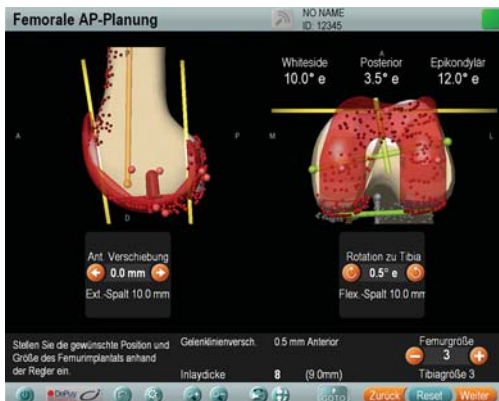 Femorale AP-Planung
NO NAME
ID: 12345
Whiteside
10.0° e
A
Posterior
3.5° e
Epikondylär
12.0° e
A
P
D
M
L
Ant. Verschiebung
0.0 mm
Ext.-Spalt 10.0 mm
Rotation zu Tibia
0.5° e
Flex.-Spalt 10.0 mm
Stellen Sie die gewünschte Position und
Größe des Femurimplantats anhand
der Regler ein.
Gelenklinienversch. 0.5 mm Anterior
Inlaydicke 8 (9.0mm)
Femurgröße
3
Tibiagröße 3
DePuy
GOTO
Zurück
Reset
Weiter